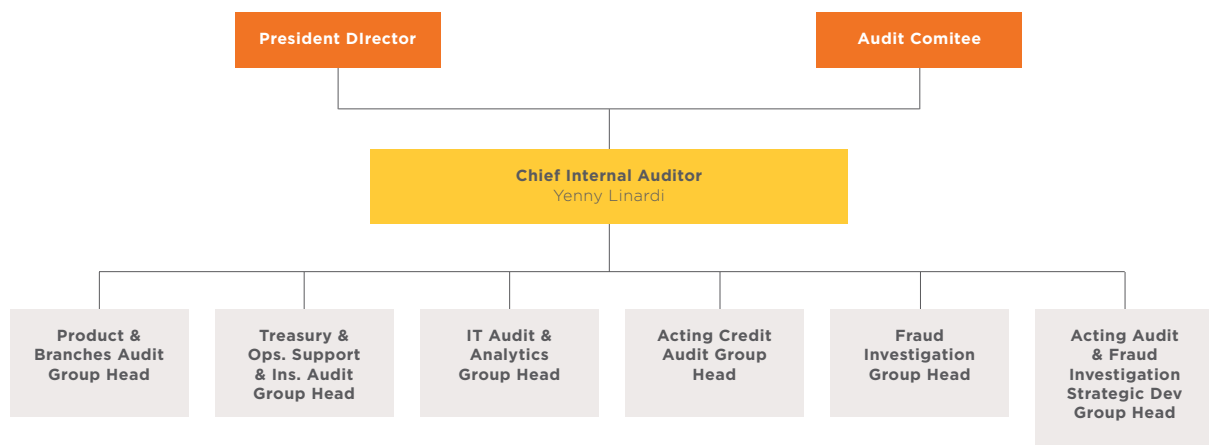 President DIrector
Audit Comitee
Chief Internal Auditor
Yenny Linardi
Product &
Branches Audit
Group Head
Treasury &
Ops. Support
& Ins. Audit
Group Head
IT Audit &
Analytics
Group Head
Acting Credit
Audit Group
Head
Fraud
Investigation
Group Head
Acting Audit
& Fraud
Investigation
Strategic Dev
Group Head